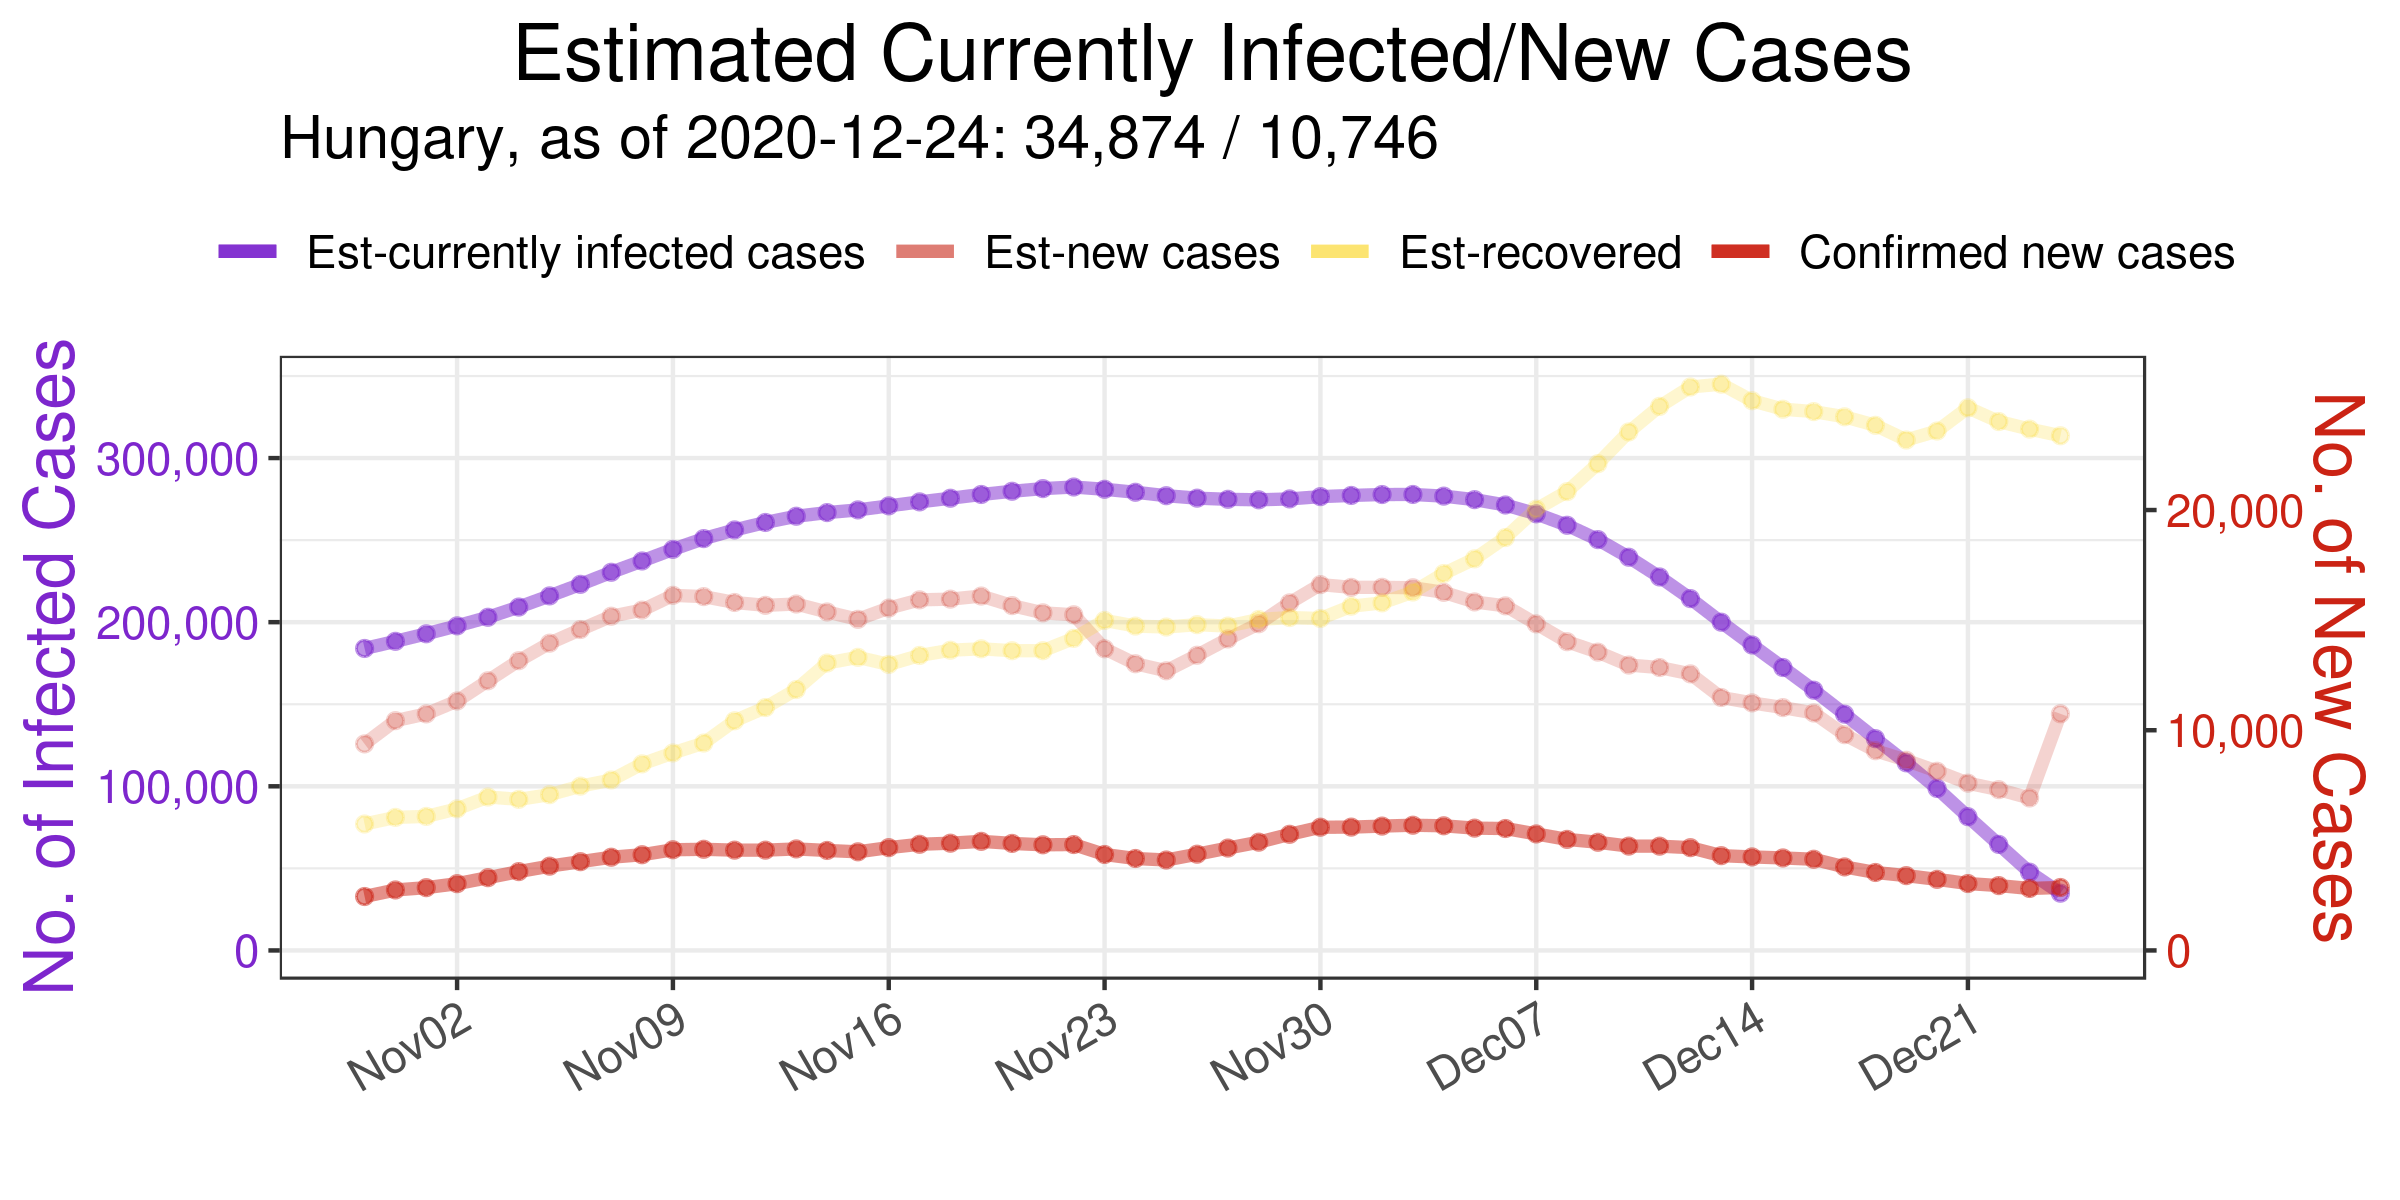 Estimated Currently Infected/New Cases
Hungary, as of 2020-12-24: 34,874 / 10,746
Est-currently infected cases Est-new cases Est-recovered Confirmed new cases
No. of Infected Cases
300,000
200,000
100,000
0
No. of New Cases
20,000
10,000
0
Nov02 Nov09 Nov16 Nov23 Nov30 Dec07 Dec14 Dec21